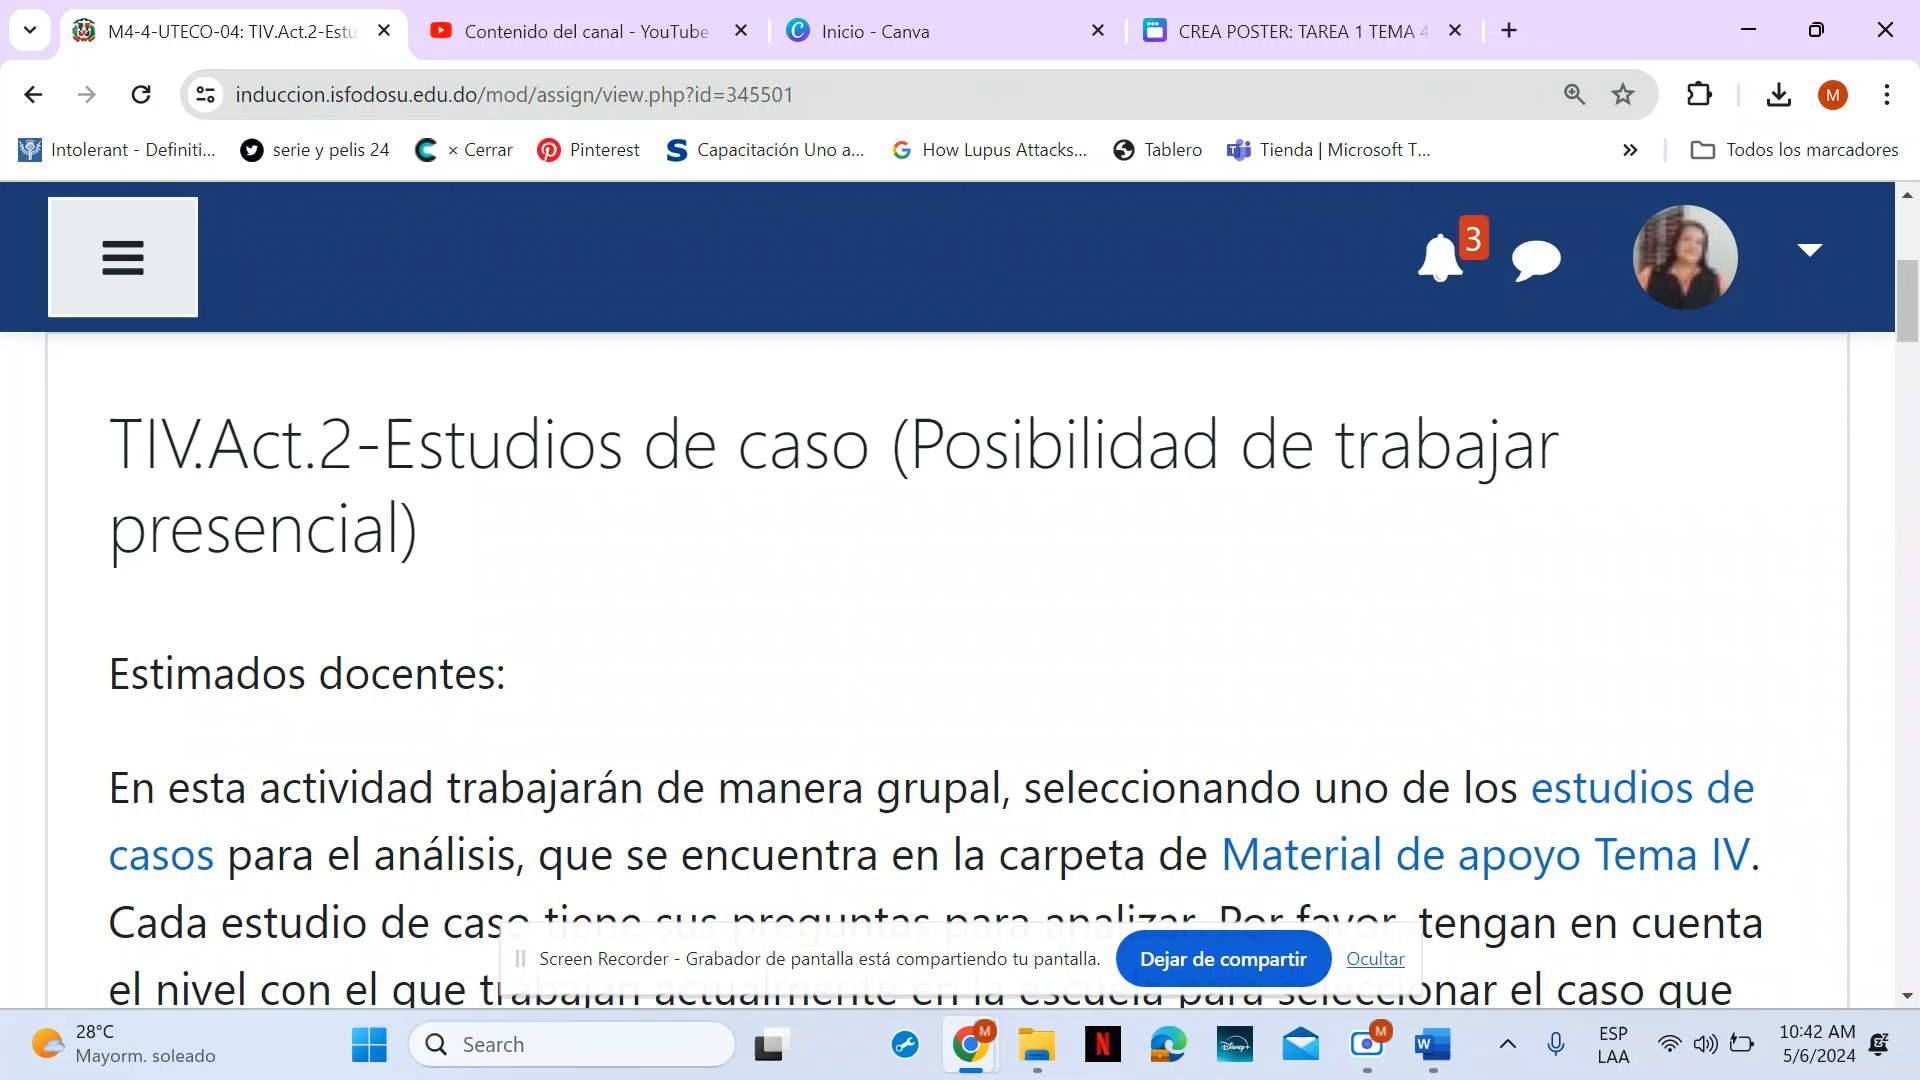 M4-4-UTECO-04: TIV.Act.2-Estu
Contenido del canal - YouTube
Inicio - Canva
CREA POSTER: TAREA 1 TEMA 4
induccion.isfodosu.edu.do/mod/assign/view.php?id=345501
M
Intolerant - Definiti...
serie y pelis 24
× Cerrar
Pinterest
Capacitación Uno a...
How Lupus Attacks...
Tablero
Tienda | Microsoft T...
»
Todos los marcadores
3
TIV.Act.2-Estudios de caso (Posibilidad de trabajar
presencial)
Estimados docentes:
En esta actividad trabajarán de manera grupal, seleccionando uno de los estudios de
casos para el análisis, que se encuentra en la carpeta de Material de apoyo Tema IV.
Cada estudio de caso tiene sus preguntas para analizar. Por favor, tengan en cuenta
el nivel con el que trabajan actualmente en la escuela para seleccionar el caso que
Screen Recorder - Grabador de pantalla está compartiendo tu pantalla.
Dejar de compartir
Ocultar
28°C
Mayorm. soleado
Search
M
N
Disney+
M
W
ESP
LAA
10:42 AM
5/6/2024